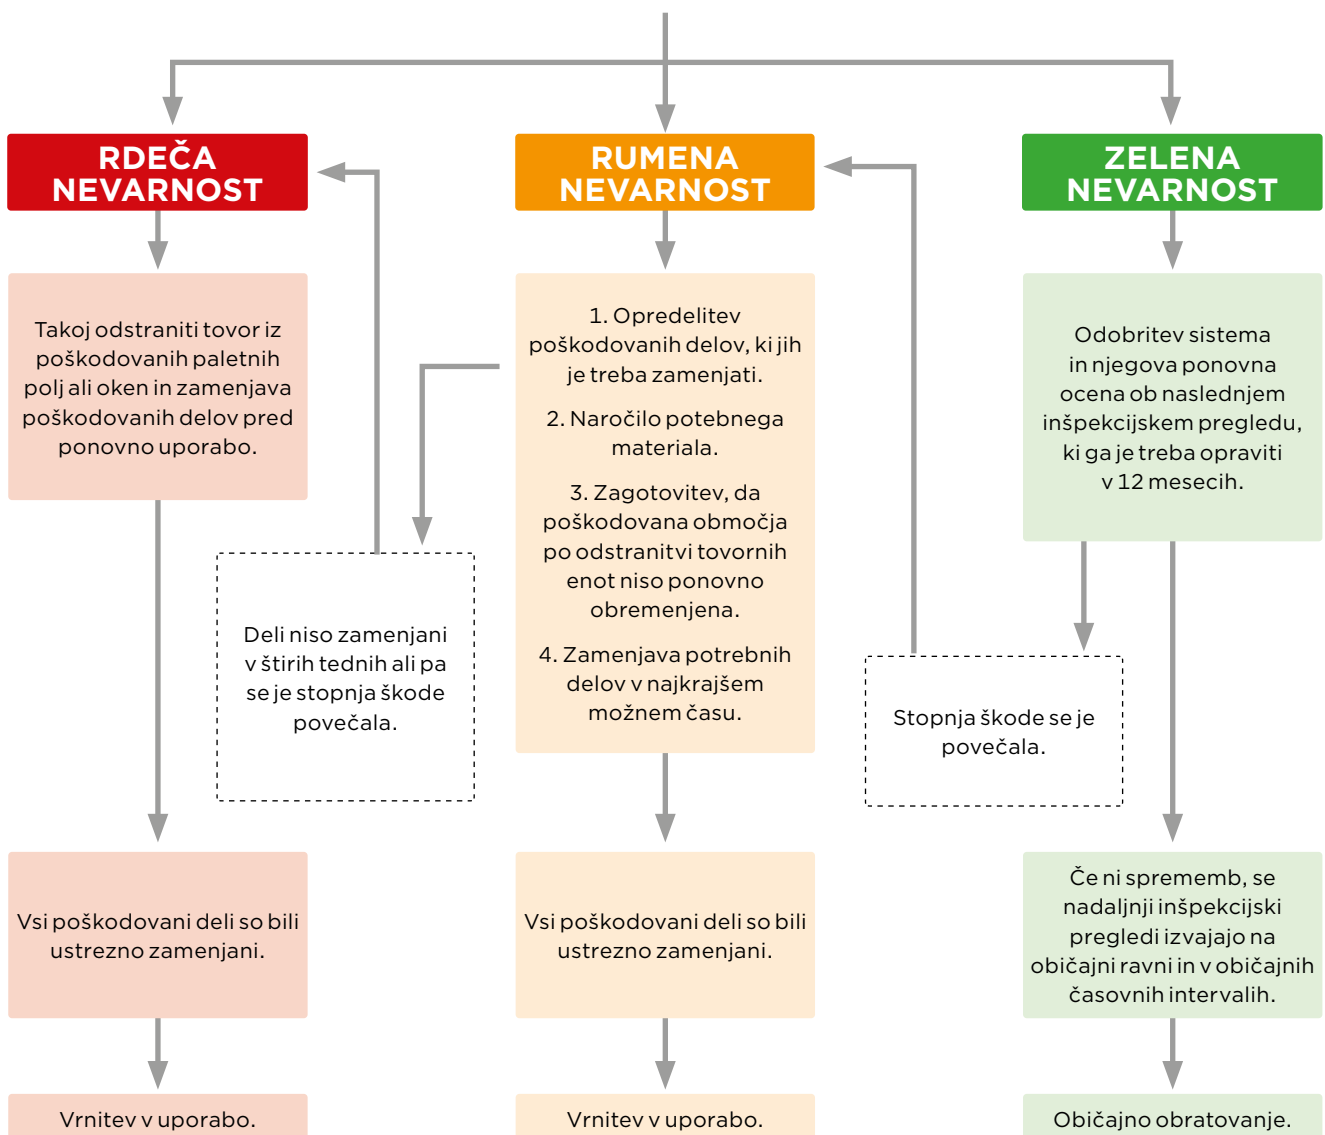 RDEČA
NEVARNOST
RUMENA
NEVARNOST
ZELENA
NEVARNOST
Takoj odstraniti tovor iz
poškodovanih paletnih
polj ali oken in zamenjava
poškodovanih delov pred
ponovno uporabo.
1. Opredelitev
poškodovanih delov, ki jih
je treba zamenjati.
2. Naročilo potebnega
materiala.
3. Zagotovitev, da
poškodovana območja
po odstranitvi tovornih
enot niso ponovno
obremenjena.
4. Zamenjava potrebnih
delov v najkrajšem
možnem času.
Odobritev sistema
in njegova ponovna
ocena ob naslednjem
inšpekcijskem pregledu,
ki ga je treba opraviti
v 12 mesecih.
Deli niso zamenjani
v štirih tednih ali pa
se je stopnja škode
povečala.
Stopnja škode se je
povečala.
Vsi poškodovani deli so bili
ustrezno zamenjani.
Vsi poškodovani deli so bili
ustrezno zamenjani.
Če ni sprememb, se
nadaljnji inšpekcijski
pregledi izvajajo na
običajni ravni in v običajnih
časovnih intervalih.
Vrnitev v uporabo.
Vrnitev v uporabo.
Običajno obratovanje.